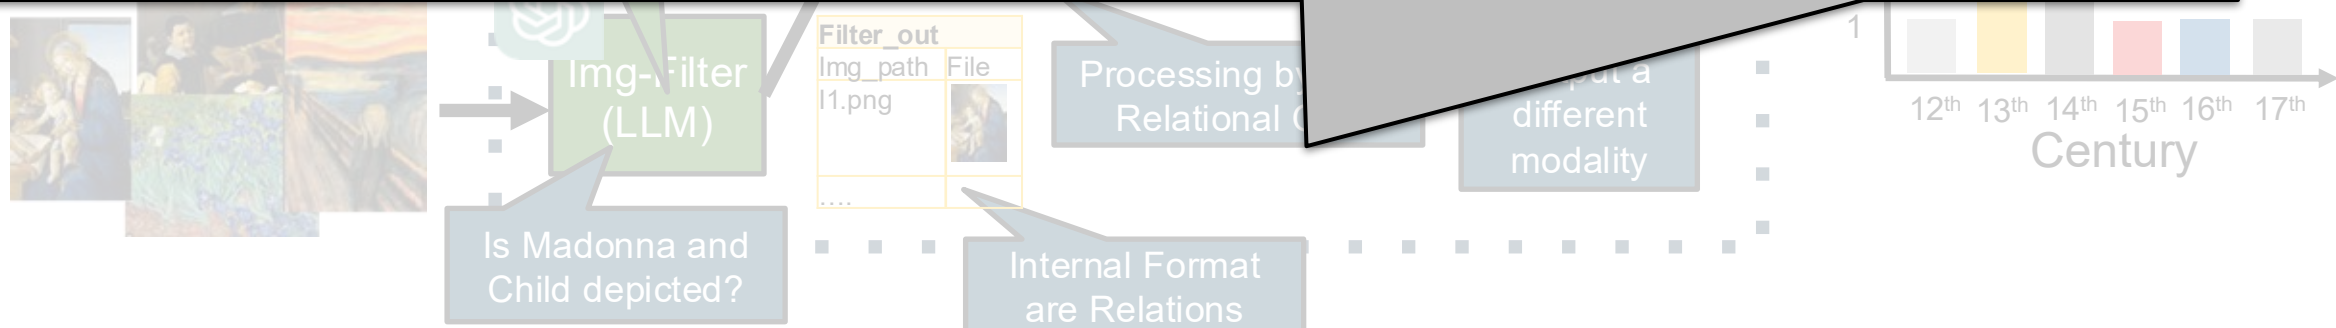 Img-Filter
(LLM)
Is Madonna and
Child depicted?
Filter_out
Img_path File
I1.png
....
Internal Format
are Relations
Processing by
Relational
a
different
modality
1
12th 13th 14th 15th 16th 17th
Century